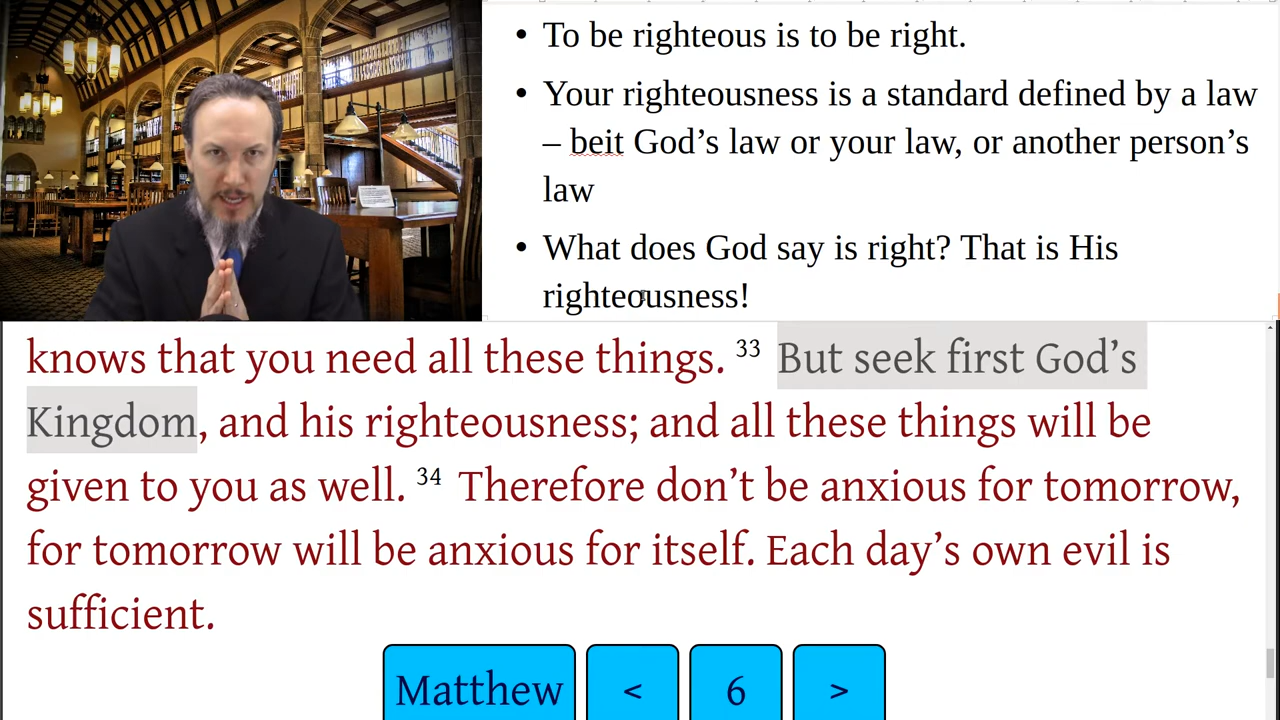 • To be righteous is to be right.
• Your righteousness is a standard defined by a law
– beit God’s law or your law, or another person’s
law
• What does God say is right? That is His
righteousness!
knows that you need all these things. 33 But seek first God’s
Kingdom, and his righteousness; and all these things will be
given to you as well. 34 Therefore don’t be anxious for tomorrow,
for tomorrow will be anxious for itself. Each day’s own evil is
sufficient.
Matthew < 6 >